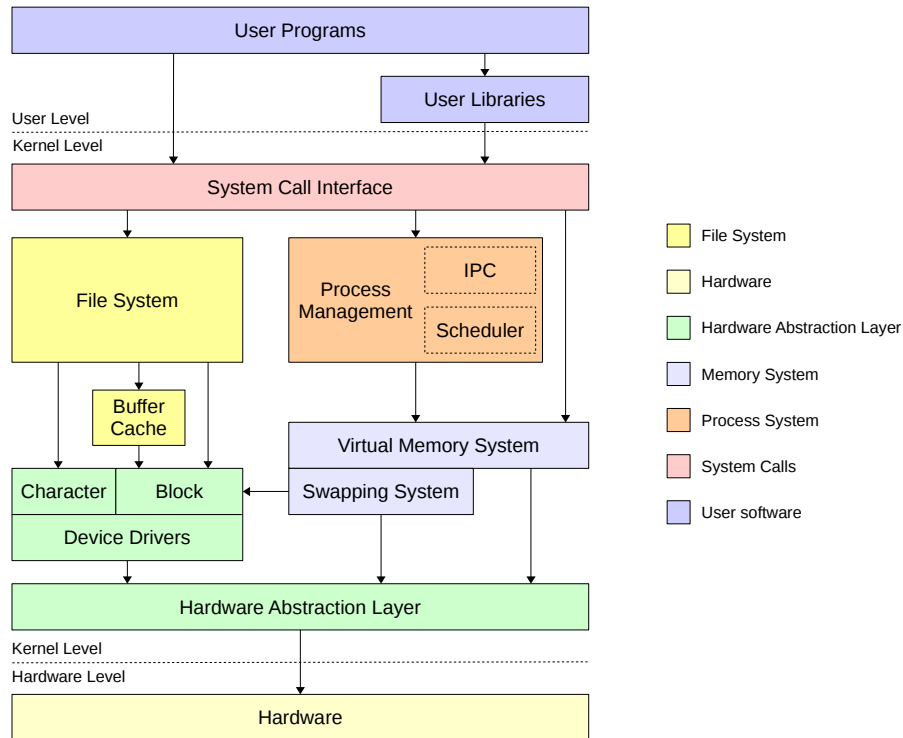 User Programs
User Libraries
User Level
Kernel Level
System Call Interface
File System
Process
Management
IPC
Scheduler
Buffer
Cache
Virtual Memory System
Character
Block
Swapping System
Device Drivers
Hardware Abstraction Layer
Kernel Level
Hardware Level
Hardware
File System
Hardware
Hardware Abstraction Layer
Memory System
Process System
System Calls
User software